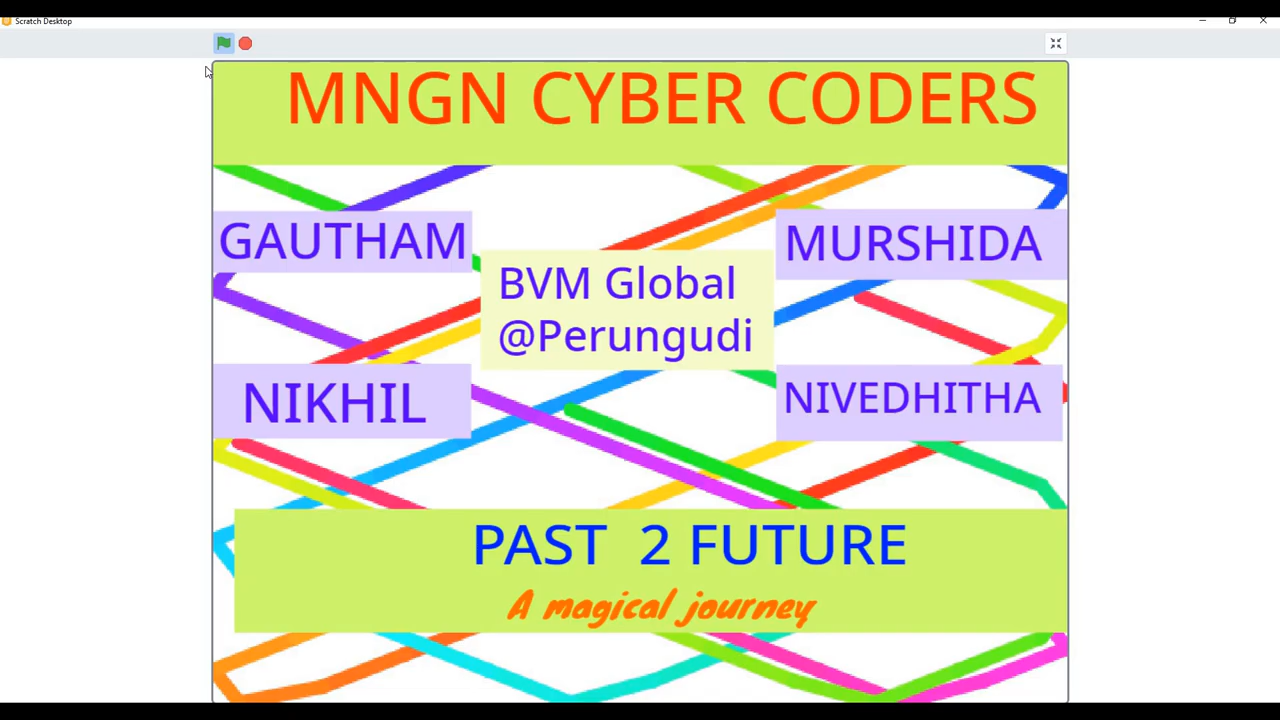 Scratch Desktop
MNGN CYBER CODERS
GAUTHAM
MURSHIDA
BVM Global
@Perungudi
NIKHIL
NIVEDHITHA
PAST 2 FUTURE
A magical journey